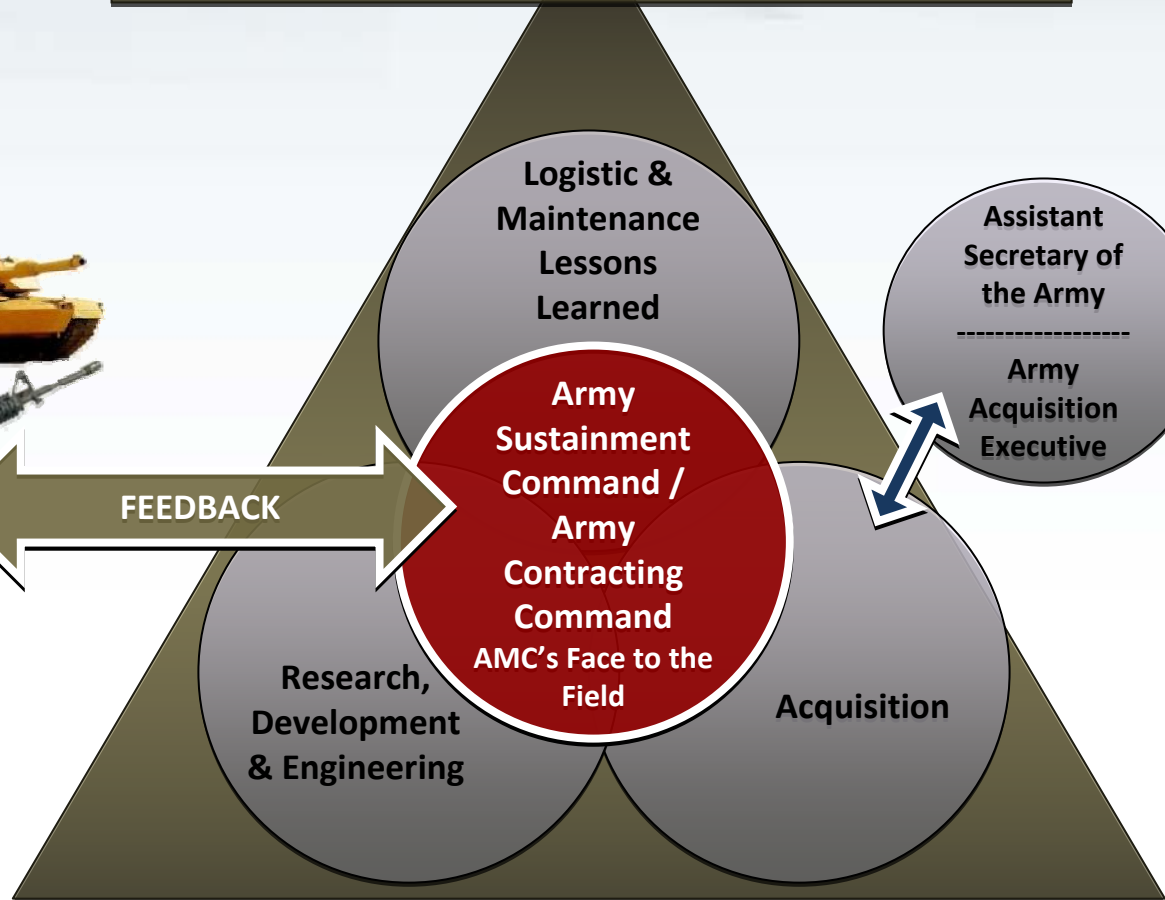 Logistic &
Maintenance
Lessons
Learned
Assistant
Secretary of
the Army
------------------
Army
Acquisition
Executive
Army
Sustainment
Command /
Army
Contracting
Command
AMC's Face to the
Field
FEEDBACK
Research,
Development
& Engineering
Acquisition